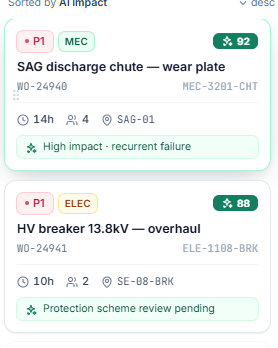 Sorted by AI impact desc
P1 MEC 92
SAG discharge chute — wear plate
WO-24940 MEC-3201-CHT
14h 4 SAG-01
High impact · recurrent failure
P1 ELEC 88
HV breaker 13.8kV — overhaul
WO-24941 ELE-1108-BRK
10h 2 SE-08-BRK
Protection scheme review pending